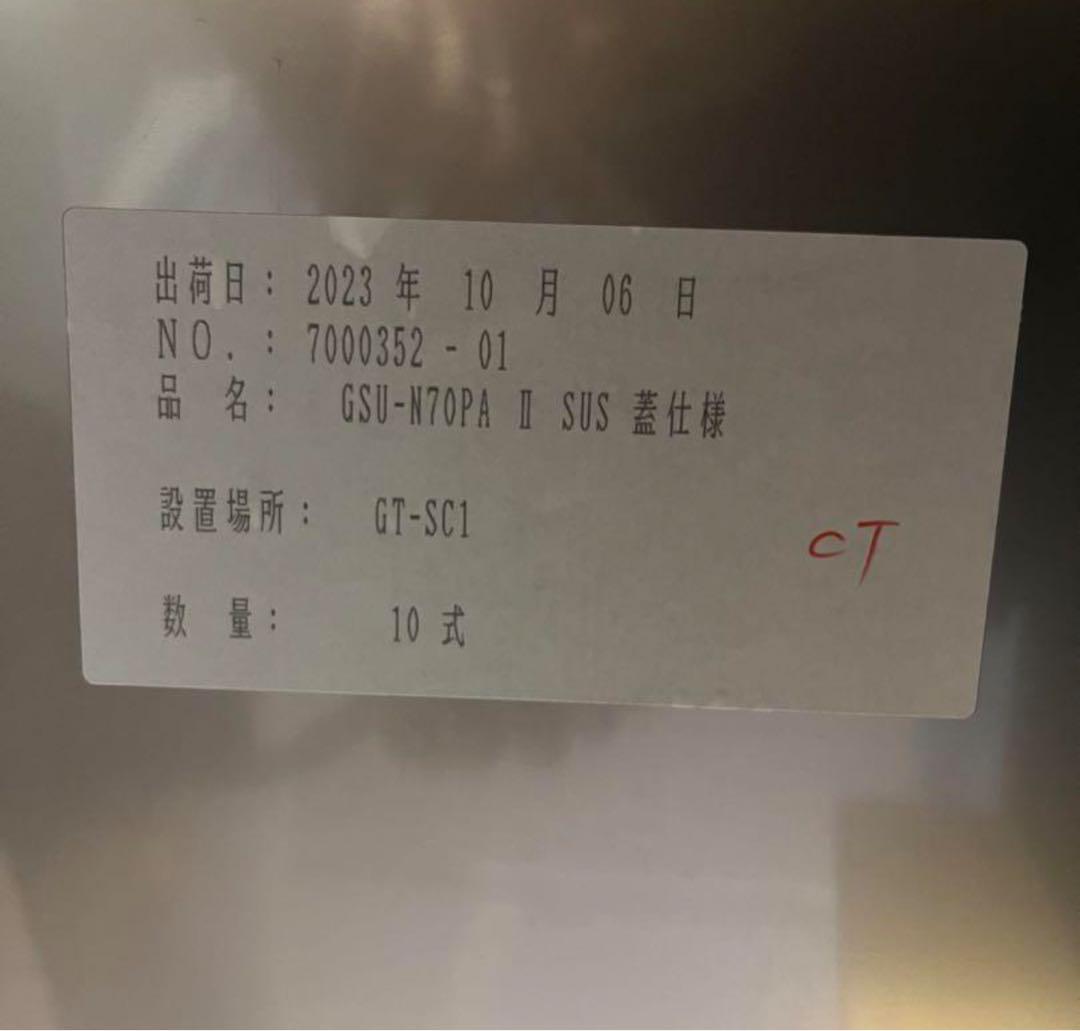 出荷日： 2023 年 10 月 06 日
NO.： 7000352 - 01
品 名： GSU-N70PA Ⅱ SUS 蓋仕様
設置場所： GT-SC1
CT
数 量： 10 式